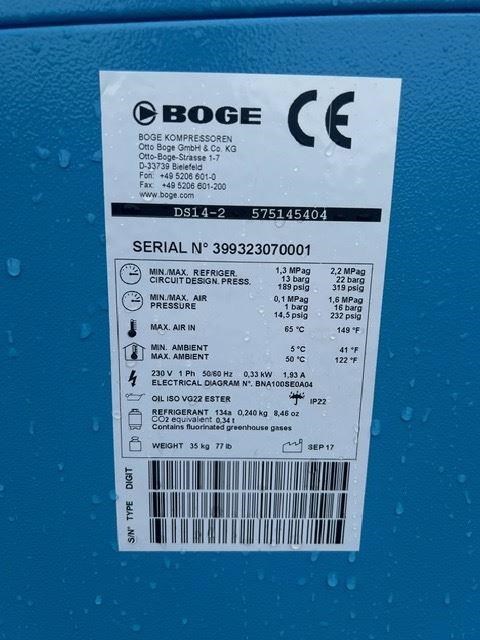 BOGE CE
BOGE KOMPRESSOREN
Otto Boge GmbH & Co. KG
Otto-Boge-Strasse 1-7
D-33739 Bielefeld
Fon: +49 5206 601-0
Fax: +49 5206 601-200
www.boge.com
DS14-2 575145404
SERIAL N° 399323070001
MIN./MAX. REFRIGER. 1,3 MPag 2,2 MPag
CIRCUIT DESIGN. PRESS. 13 barg 22 barg
189 psig 319 psig
MIN./MAX. AIR 0,1 MPag 1,6 MPag
PRESSURE 1 barg 16 barg
14,5 psig 232 psig
MAX. AIR IN 65 °C 149 °F
MIN. AMBIENT 5 °C 41 °F
MAX. AMBIENT 50 °C 122 °F
230 V 1 Ph 50/60 Hz 0,33 kW 1,93 A
ELECTRICAL DIAGRAM N°. BNA100SE0A04
OIL ISO VG22 ESTER IP22
REFRIGERANT 134a 0,240 kg 8,46 oz
CO2 equivalent 0,34 t
Contains fluorinated greenhouse gases
WEIGHT 35 kg 77 lb SEP 17
S/N° TYPE DIGIT